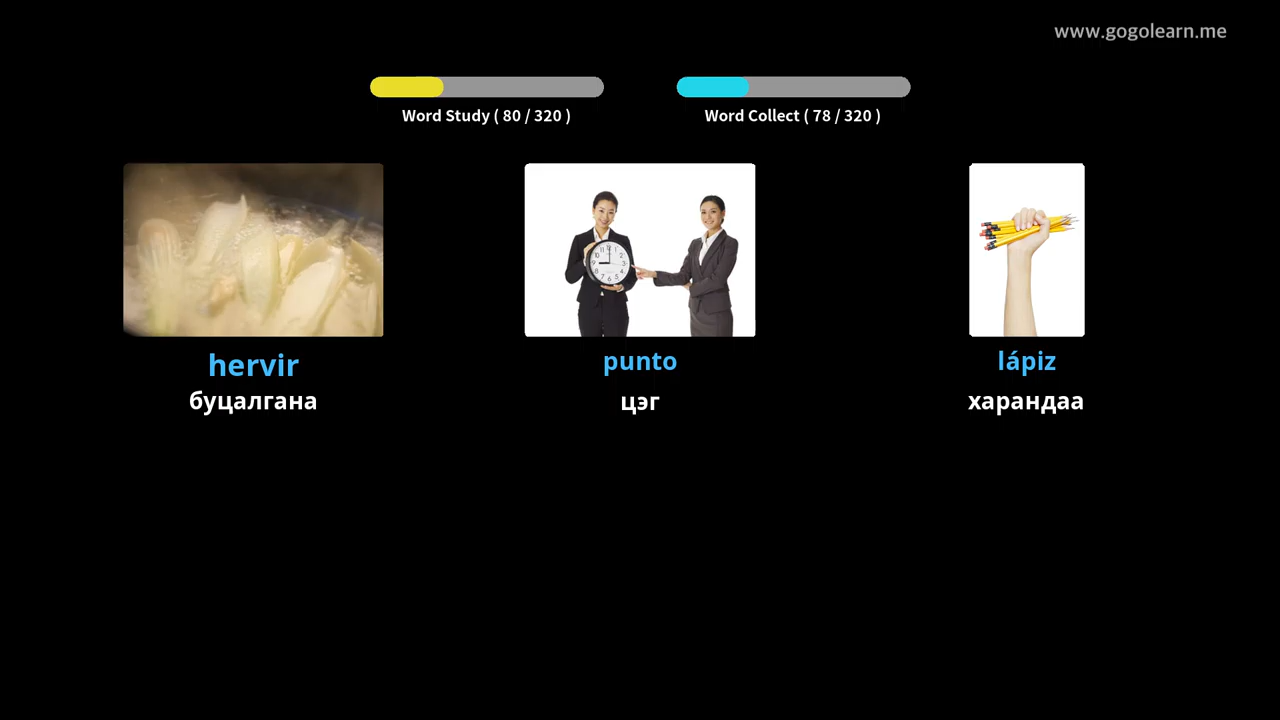 www.gogolearn.me
Word Study ( 80 / 320 )
Word Collect ( 78 / 320 )
hervir
буцалгана
punto
цэг
lápiz
харандаа